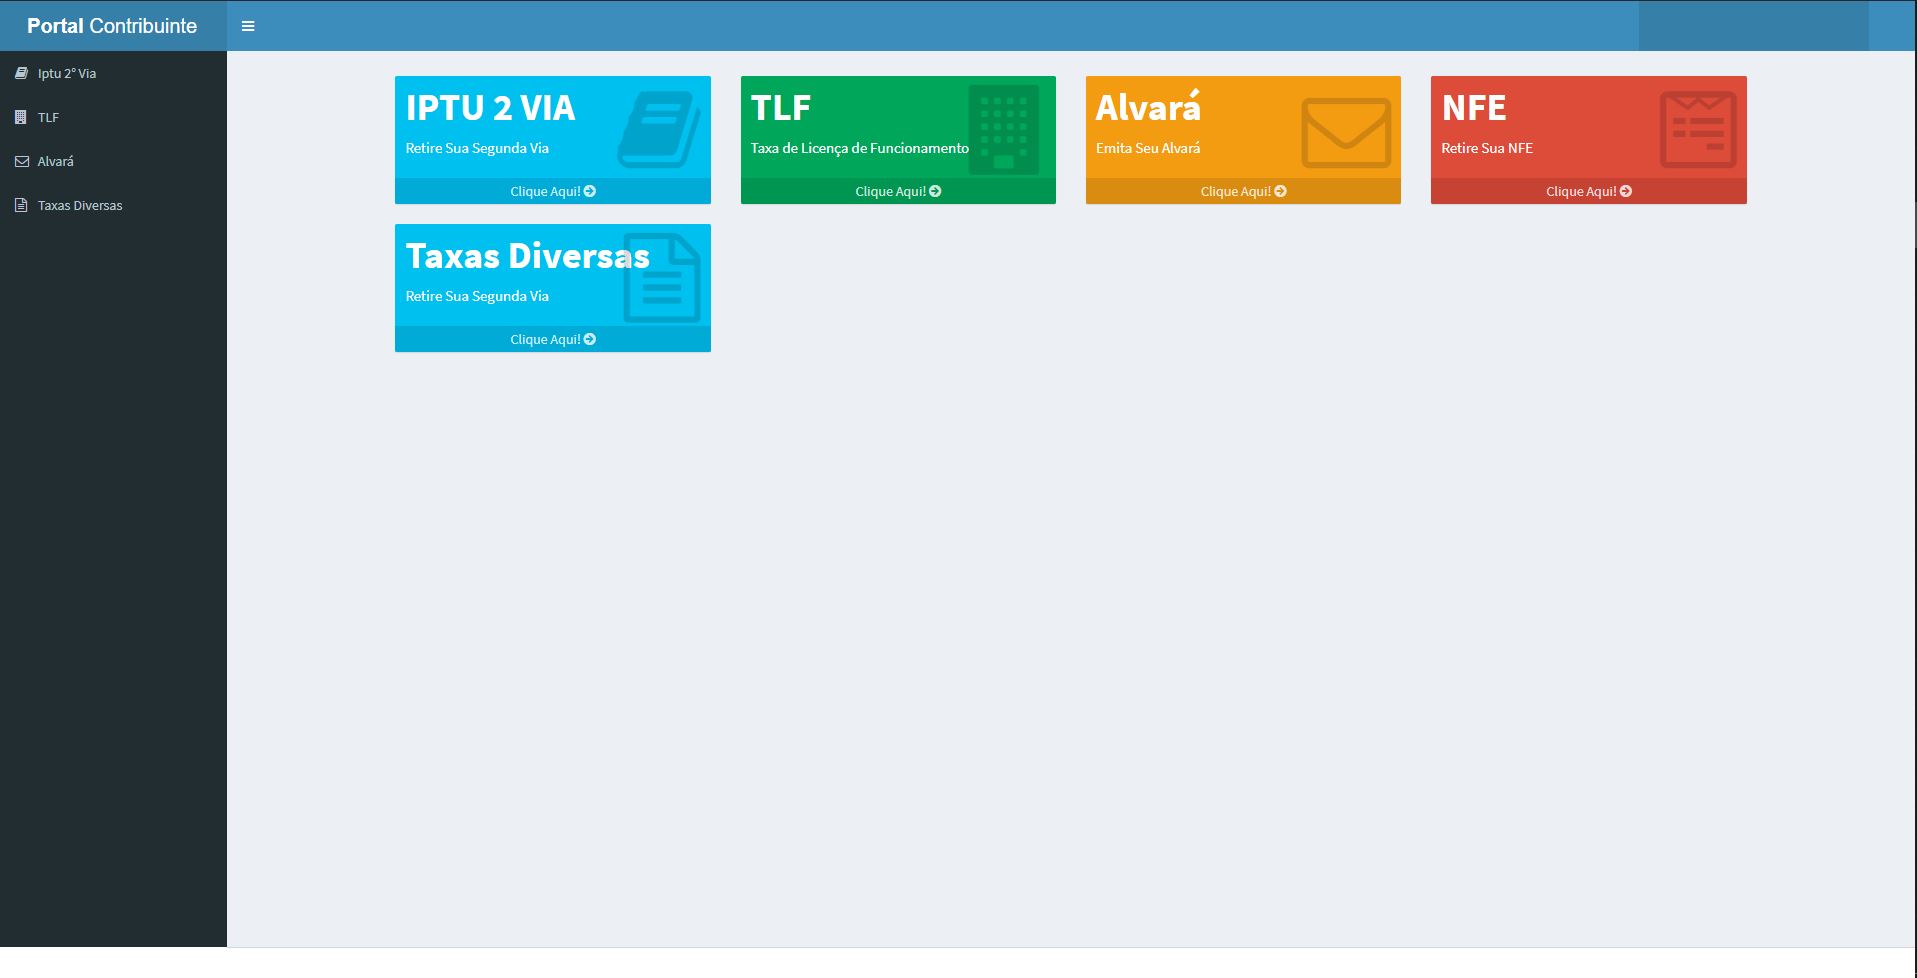 Portal Contribuinte
Iptu 2° Via
TLF
Alvará
Taxas Diversas
IPTU 2 VIA
Retire Sua Segunda Via
Clique Aqui!
TLF
Taxa de Licença de Funcionamento
Clique Aqui!
Alvará
Emita Seu Alvará
Clique Aqui!
NFE
Retire Sua NFE
Clique Aqui!
Taxas Diversas
Retire Sua Segunda Via
Clique Aqui!